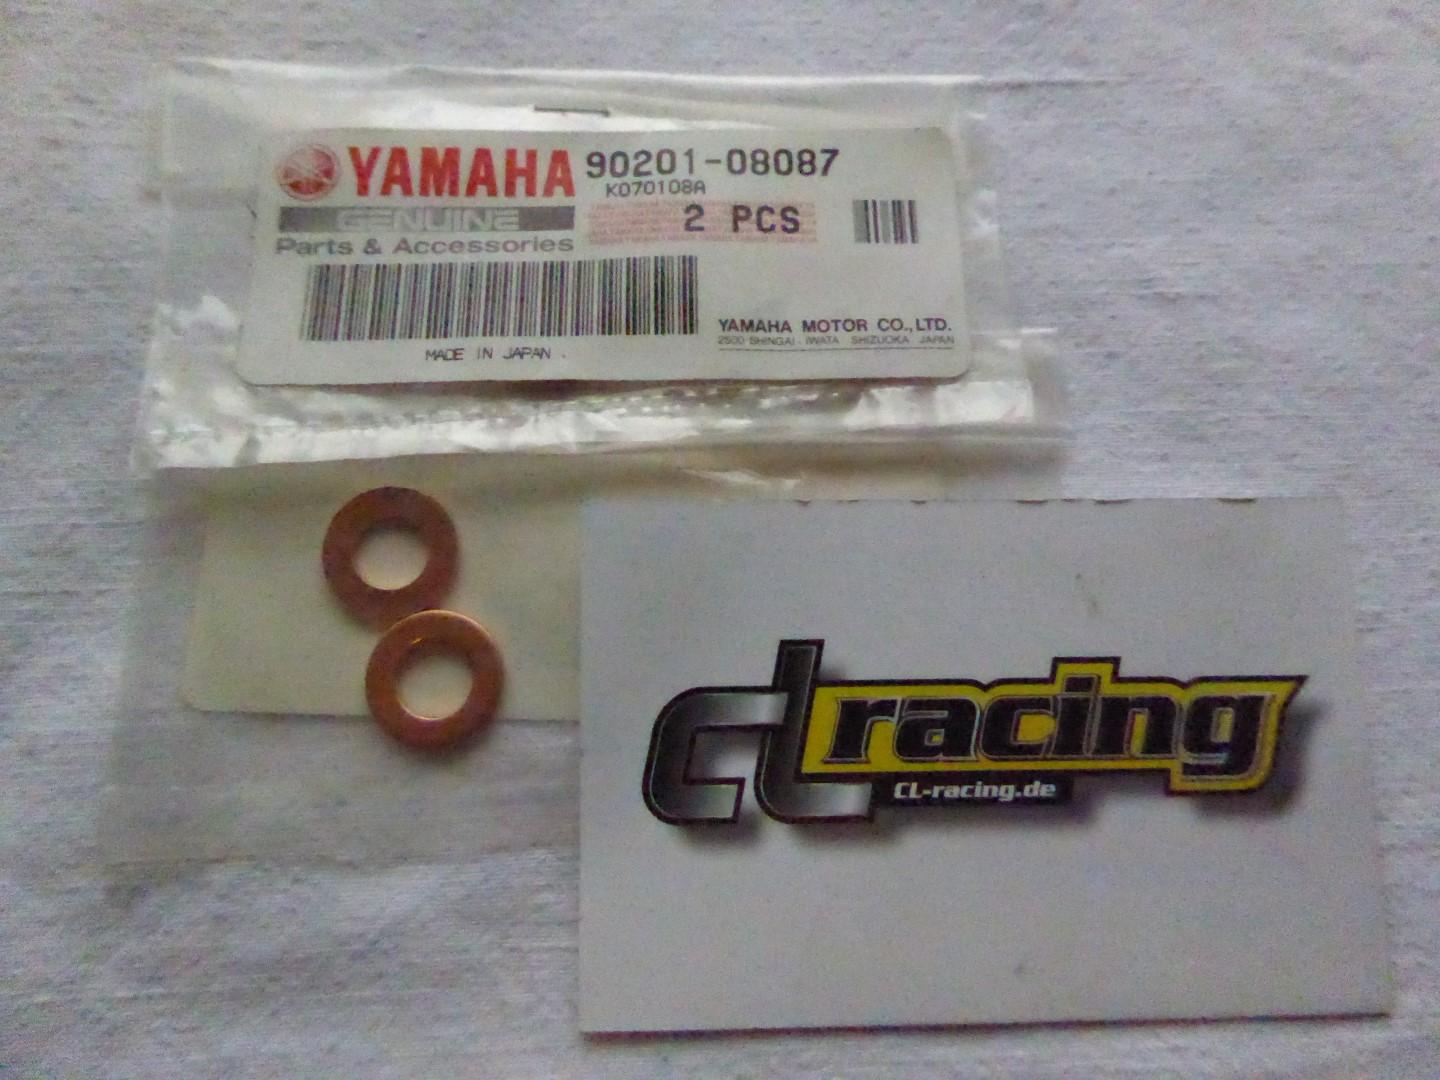 YAMAHA 90201-08087
K070108A
GENUINE 2 PCS
Parts & Accessories
YAMAHA MOTOR CO.,LTD.
2500 SHINGAI . IWATA SHIZUOKA JAPAN
MADE IN JAPAN .
cl racing
CL-racing.de